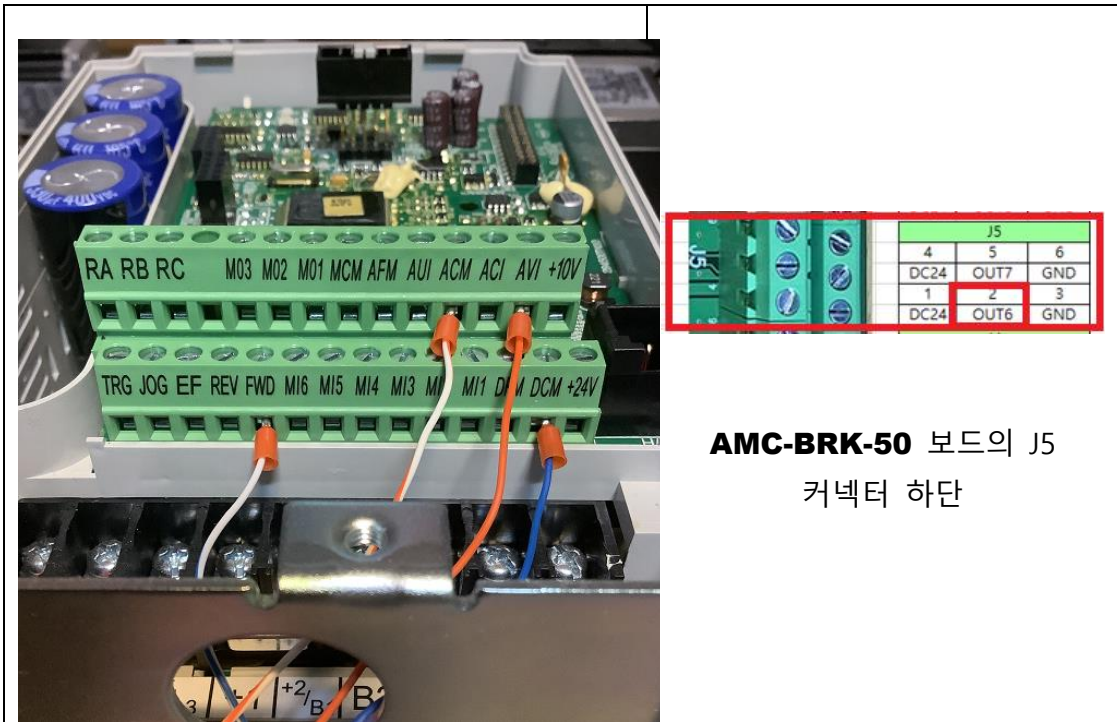 RA RB RC M03 M02 M01 MCM AFM AUI ACM ACI AVI +10V
TRG JOG EF REV FWD MI6 MI5 MI4 MI3 MI1 DCM +24V
+1 +2/B1
J5
J5
4 5 6
DC24 OUT7 GND
1 2 3
DC24 OUT6 GND
AMC-BRK-50 보드의 J5
커넥터 하단